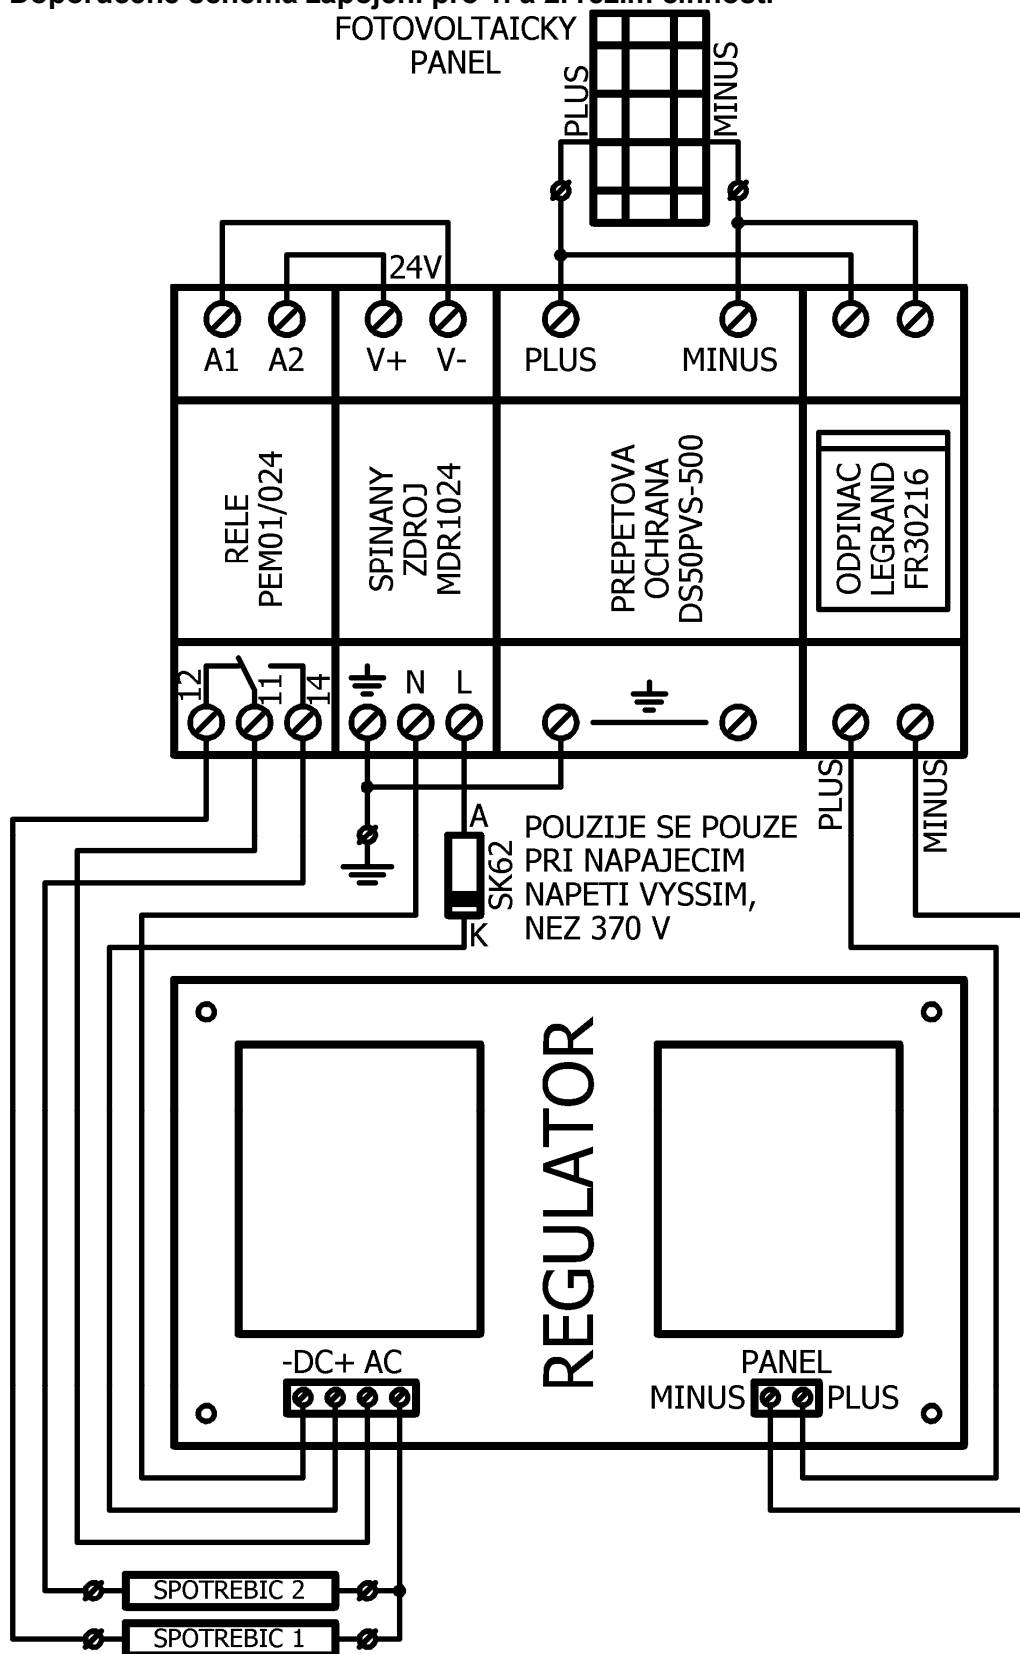 FOTOVOLTAICKY
PANEL
PLUS
MINUS
24V
A1 A2 V+ V- PLUS MINUS
RELE
PEM01/024
SPINANY
ZDROJ
MDR1024
PREPETOVA
OCHRANA
DS50PVS-500
ODPINAC
LEGRAND
FR30216
12
11
14
N L
PLUS
MINUS
A
SK62
K
POUZIJE SE POUZE
PRI NAPAJECIM
NAPETI VYSSIM,
NEZ 370 V
REGULATOR
-DC+ AC
PANEL
MINUS PLUS
SPOTREBIC 2
SPOTREBIC 1